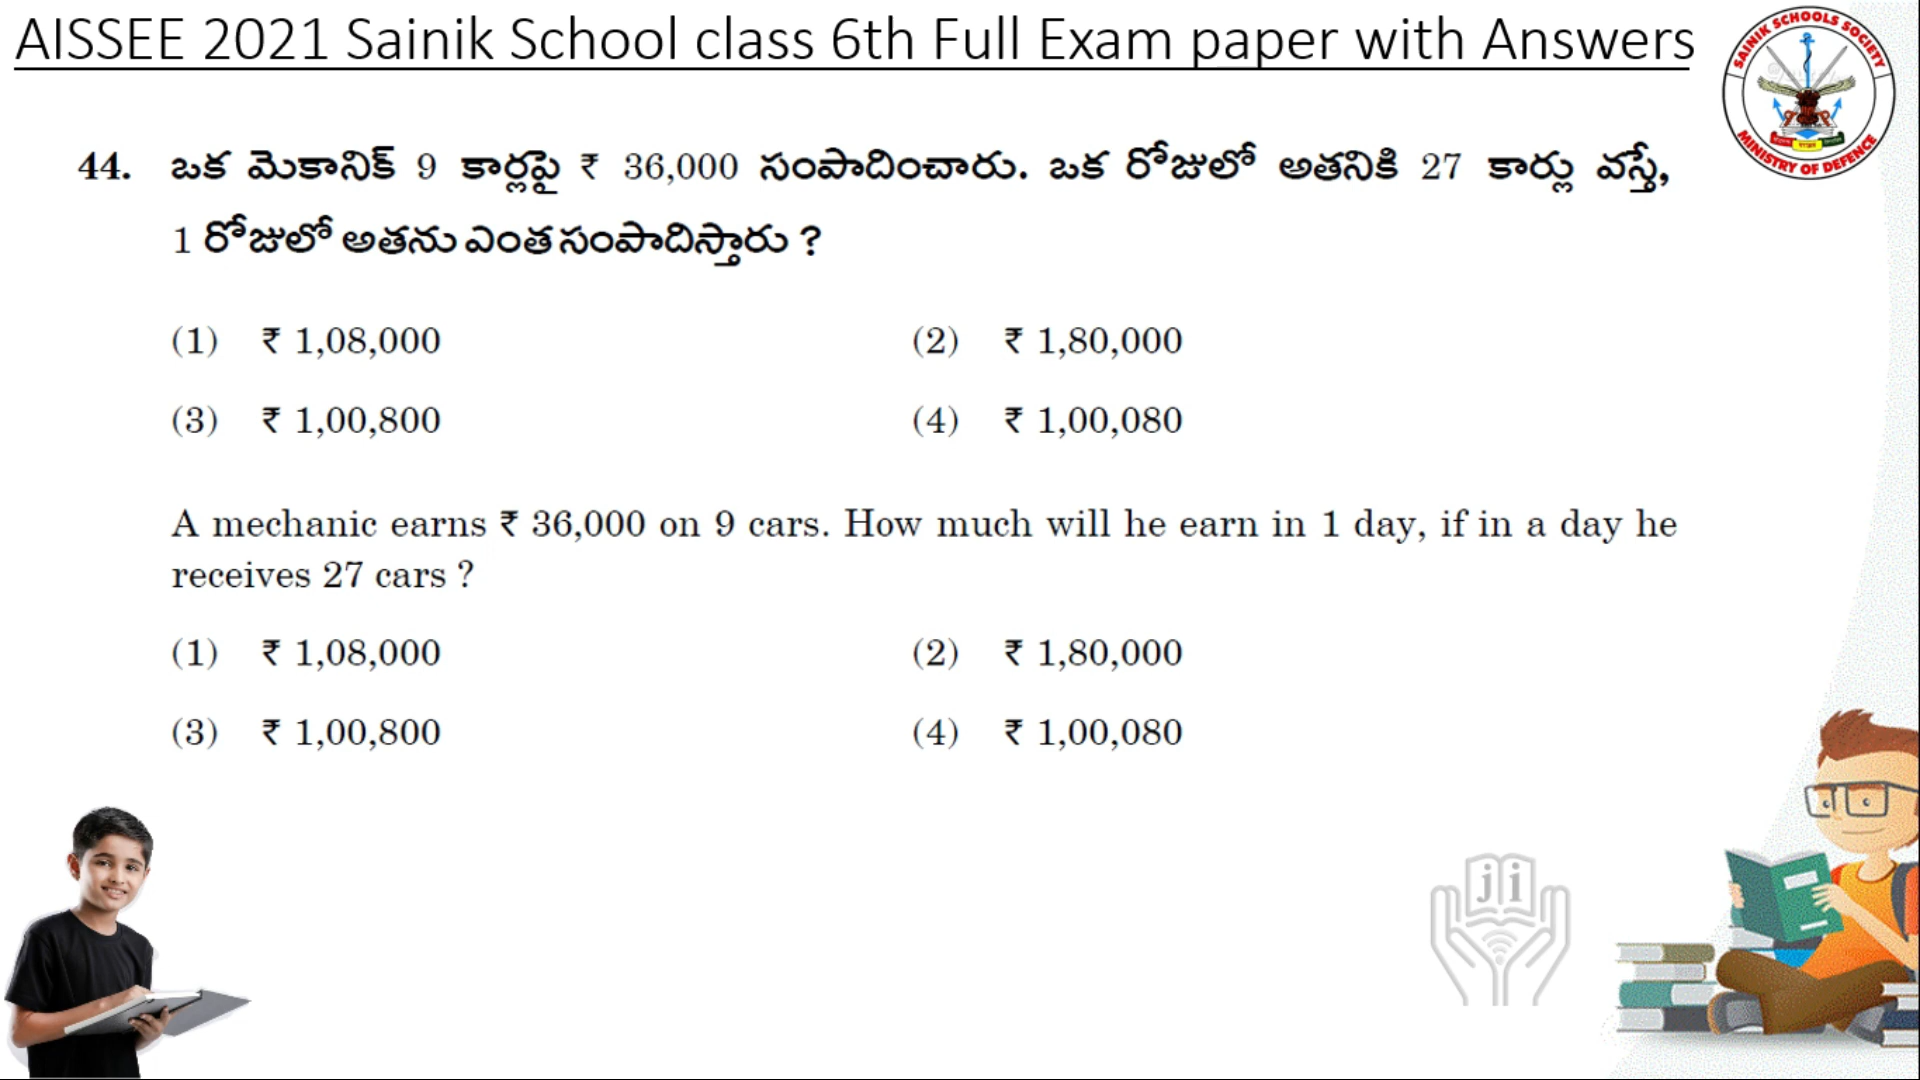 AISSEE 2021 Sainik School class 6th Full Exam paper with Answers
SAINIK SCHOOLS SOCIETY
MINISTRY OF DEFENCE
44. ఒక మెకానిక్ 9 కార్లపై ₹ 36,000 సంపాదించారు. ఒక రోజులో అతనికి 27 కార్లు వస్తే,
1 రోజులో అతను ఎంత సంపాదిస్తారు ?
(1) ₹ 1,08,000 (2) ₹ 1,80,000
(3) ₹ 1,00,800 (4) ₹ 1,00,080
A mechanic earns ₹ 36,000 on 9 cars. How much will he earn in 1 day, if in a day he
receives 27 cars ?
(1) ₹ 1,08,000 (2) ₹ 1,80,000
(3) ₹ 1,00,800 (4) ₹ 1,00,080
ji